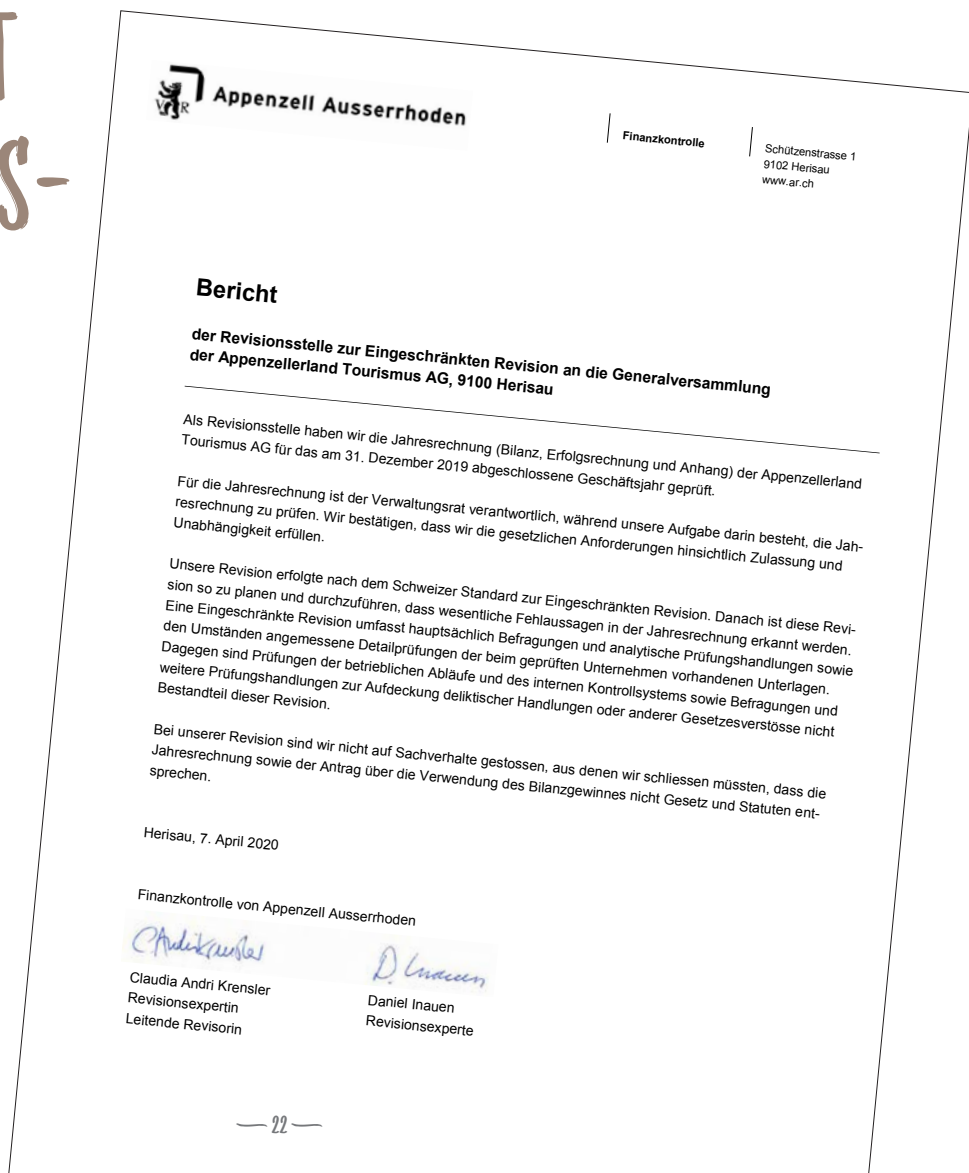 T
S-
V R
Appenzell Ausserrhoden
Finanzkontrolle
Schützenstrasse 1
9102 Herisau
www.ar.ch
Bericht
der Revisionsstelle zur Eingeschränkten Revision an die Generalversammlung
der Appenzellerland Tourismus AG, 9100 Herisau
Als Revisionsstelle haben wir die Jahresrechnung (Bilanz, Erfolgsrechnung und Anhang) der Appenzellerland
Tourismus AG für das am 31. Dezember 2019 abgeschlossene Geschäftsjahr geprüft.
Für die Jahresrechnung ist der Verwaltungsrat verantwortlich, während unsere Aufgabe darin besteht, die Jah-
resrechnung zu prüfen. Wir bestätigen, dass wir die gesetzlichen Anforderungen hinsichtlich Zulassung und
Unabhängigkeit erfüllen.
Unsere Revision erfolgte nach dem Schweizer Standard zur Eingeschränkten Revision. Danach ist diese Revi-
sion so zu planen und durchzuführen, dass wesentliche Fehlaussagen in der Jahresrechnung erkannt werden.
Eine Eingeschränkte Revision umfasst hauptsächlich Befragungen und analytische Prüfungshandlungen sowie
den Umständen angemessene Detailprüfungen der beim geprüften Unternehmen vorhandenen Unterlagen.
Dagegen sind Prüfungen der betrieblichen Abläufe und des internen Kontrollsystems sowie Befragungen und
weitere Prüfungshandlungen zur Aufdeckung deliktischer Handlungen oder anderer Gesetzesverstösse nicht
Bestandteil dieser Revision.
Bei unserer Revision sind wir nicht auf Sachverhalte gestossen, aus denen wir schliessen müssten, dass die
Jahresrechnung sowie der Antrag über die Verwendung des Bilanzgewinnes nicht Gesetz und Statuten ent-
sprechen.
Herisau, 7. April 2020
Finanzkontrolle von Appenzell Ausserrhoden
D. Inauen
Claudia Andri Krensler
Revisionsexpertin
Leitende Revisorin
Daniel Inauen
Revisionsexperte
— 22 —